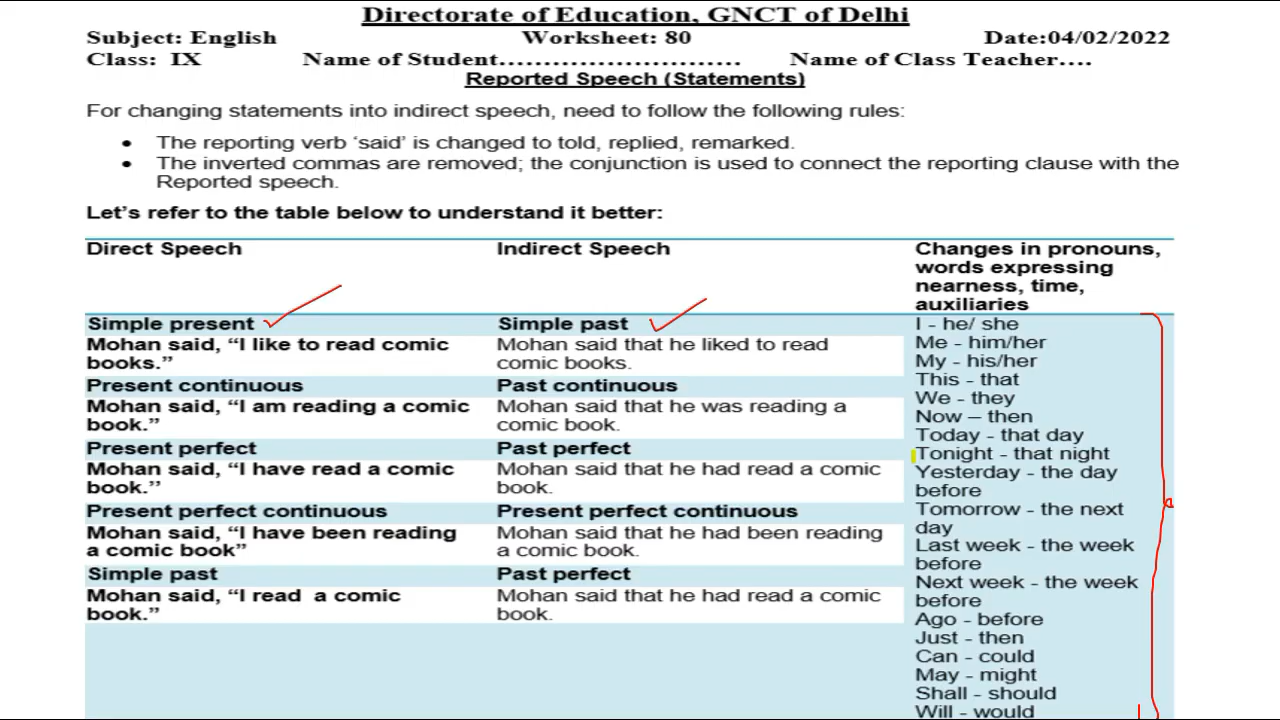 Directorate of Education, GNCT of Delhi
Subject: English Worksheet: 80 Date:04/02/2022
Class: IX Name of Student.......................... Name of Class Teacher....
Reported Speech (Statements)
For changing statements into indirect speech, need to follow the following rules:
• The reporting verb ‘said’ is changed to told, replied, remarked.
• The inverted commas are removed; the conjunction is used to connect the reporting clause with the
Reported speech.
Let’s refer to the table below to understand it better:
Direct Speech
Indirect Speech
Changes in pronouns,
words expressing
nearness, time,
auxiliaries
Simple present
Simple past
Mohan said, “I like to read comic
books.”
Mohan said that he liked to read
comic books.
Present continuous
Past continuous
Mohan said, “I am reading a comic
book.”
Mohan said that he was reading a
comic book.
Present perfect
Past perfect
Mohan said, “I have read a comic
book.”
Mohan said that he had read a comic
book.
Present perfect continuous
Present perfect continuous
Mohan said, “I have been reading
a comic book”
Mohan said that he had been reading
a comic book.
Simple past
Past perfect
Mohan said, “I read a comic
book.”
Mohan said that he had read a comic
book.
I - he/ she
Me - him/her
My - his/her
This - that
We - they
Now – then
Today - that day
Tonight - that night
Yesterday - the day
before
Tomorrow - the next
day
Last week - the week
before
Next week - the week
before
Ago - before
Just - then
Can - could
May - might
Shall - should
Will - would